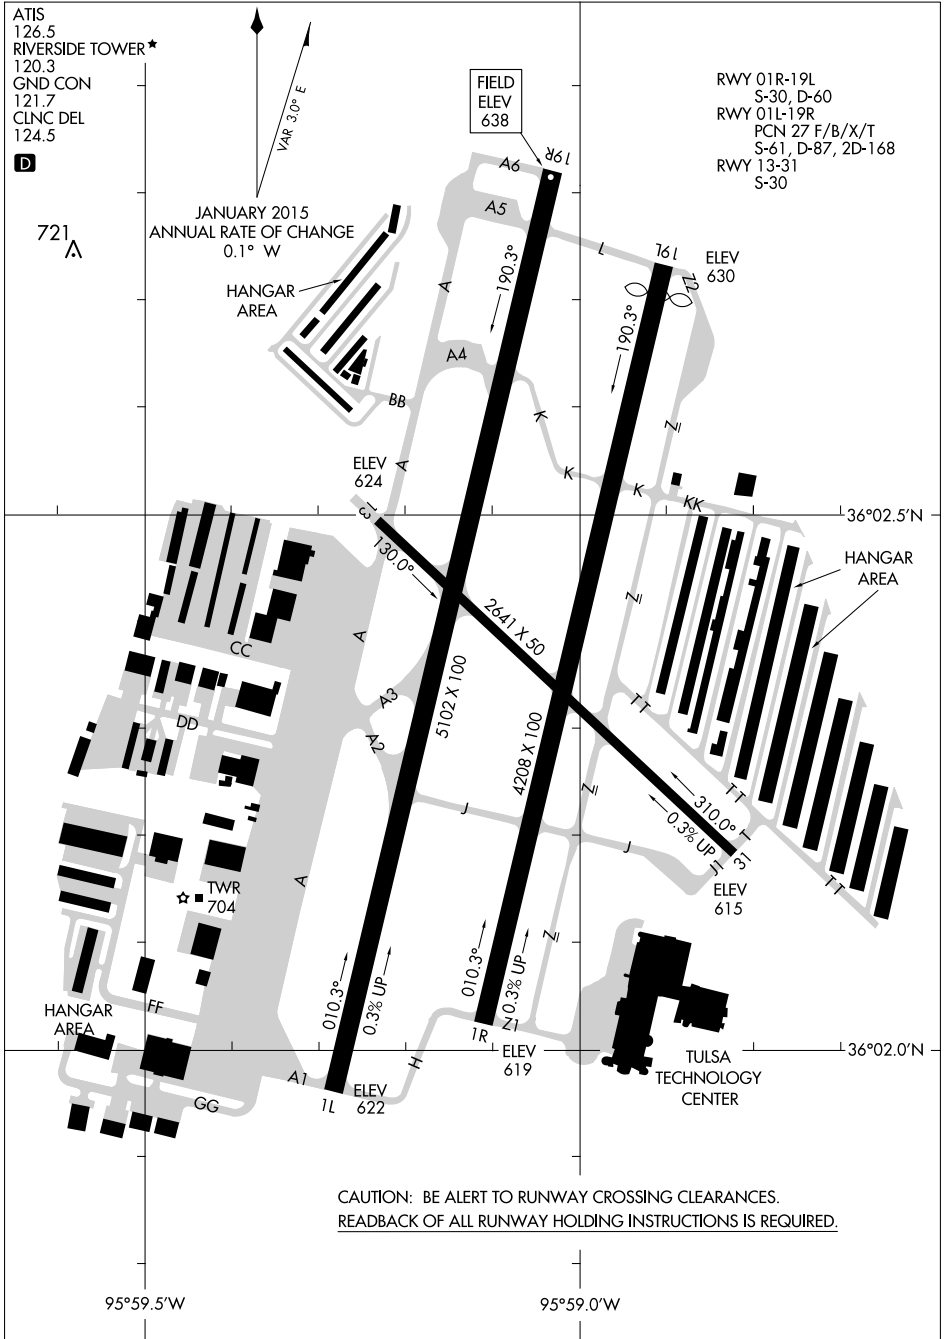 ATIS
126.5
RIVERSIDE TOWER★
120.3
GND CON
121.7
CLNC DEL
124.5
D
VAR 3.0° E
JANUARY 2015
ANNUAL RATE OF CHANGE
0.1° W
721
FIELD
ELEV
638
RWY 01R-19L
S-30, D-60
RWY 01L-19R
PCN 27 F/B/X/T
S-61, D-87, 2D-168
RWY 13-31
S-30
A6
19R
A5
L
19L
Z2
ELEV
630
190.3°
190.3°
HANGAR
AREA
A
A4
BB
K
Z
ELEV
624
A
K
K
KK
13
36°02.5'N
130.0°
HANGAR
AREA
2641 X 50
Z
CC
A
A3
5102 X 100
TT
DD
A2
4208 X 100
Z
310.0°
TT
J
0.3% UP
T
J
31
J1
TT
ELEV
615
A
TWR
704
Z
010.3°
0.3% UP
010.3°
0.3% UP
FF
HANGAR
AREA
1R
Z1
ELEV
619
36°02.0'N
H
TULSA
TECHNOLOGY
CENTER
A1
1L
ELEV
622
GG
CAUTION: BE ALERT TO RUNWAY CROSSING CLEARANCES.
READBACK OF ALL RUNWAY HOLDING INSTRUCTIONS IS REQUIRED.
95°59.5'W
95°59.0'W